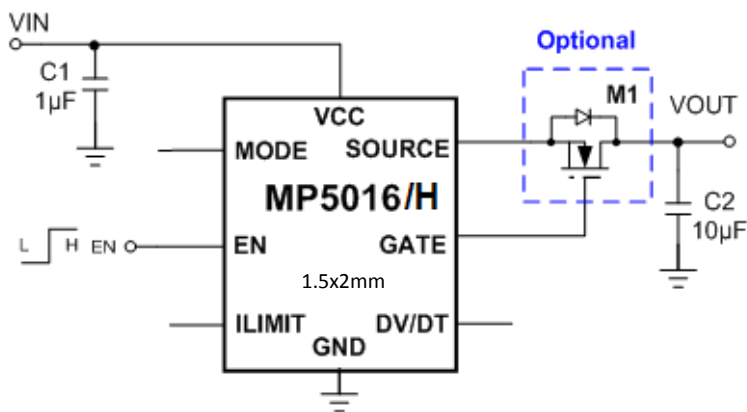 VIN
C1
1µF
Optional
M1
VOUT
VCC
MODE
SOURCE
MP5016/H
L
H
EN
EN
GATE
C2
10µF
1.5x2mm
ILIMIT
DV/DT
GND